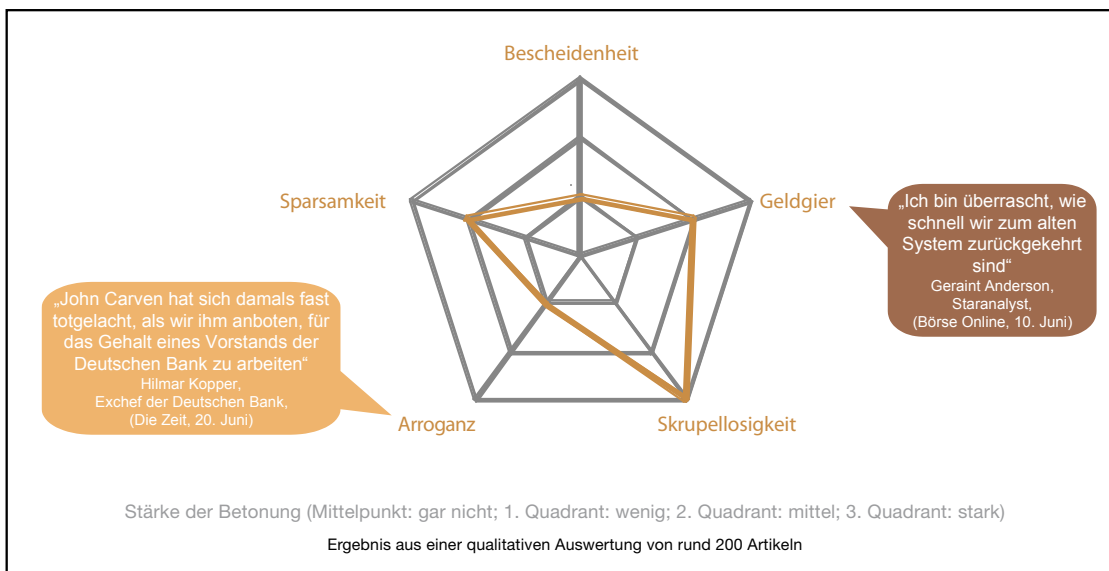 Bescheidenheit
Sparsamkeit
Geldgier
„Ich bin überrascht, wie
schnell wir zum alten
System zurückgekehrt
sind“
Geraint Anderson,
Staranalyst,
(Börse Online, 10. Juni)
„John Carven hat sich damals fast
totgelacht, als wir ihm anboten, für
das Gehalt eines Vorstands der
Deutschen Bank zu arbeiten“
Hilmar Kopper,
Exchef der Deutschen Bank,
(Die Zeit, 20. Juni)
Arroganz
Skrupellosigkeit
Stärke der Betonung (Mittelpunkt: gar nicht; 1. Quadrant: wenig; 2. Quadrant: mittel; 3. Quadrant: stark)
Ergebnis aus einer qualitativen Auswertung von rund 200 Artikeln